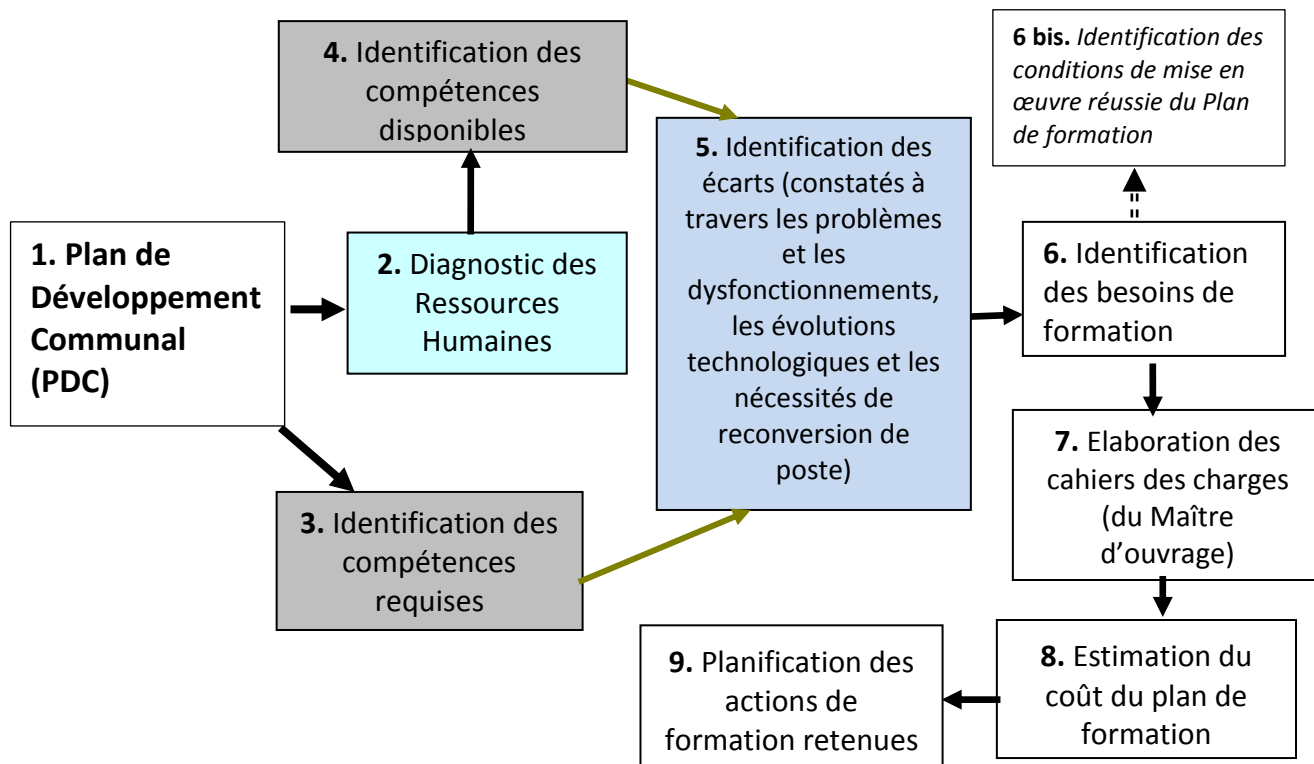 1. Plan de
Développement
Communal
(PDC)
2. Diagnostic des
Ressources
Humaines
3. Identification des
compétences
requises
4. Identification des
compétences
disponibles
5. Identification des
écarts (constatés à
travers les problèmes
et les
dysfonctionnements,
les évolutions
technologiques et les
nécessités de
reconversion de
poste)
6 bis. Identification des
conditions de mise en
œuvre réussie du Plan
de formation
6. Identification
des besoins de
formation
7. Elaboration des
cahiers des charges
(du Maître
d'ouvrage)
8. Estimation du
coût du plan de
formation
9. Planification des
actions de
formation retenues